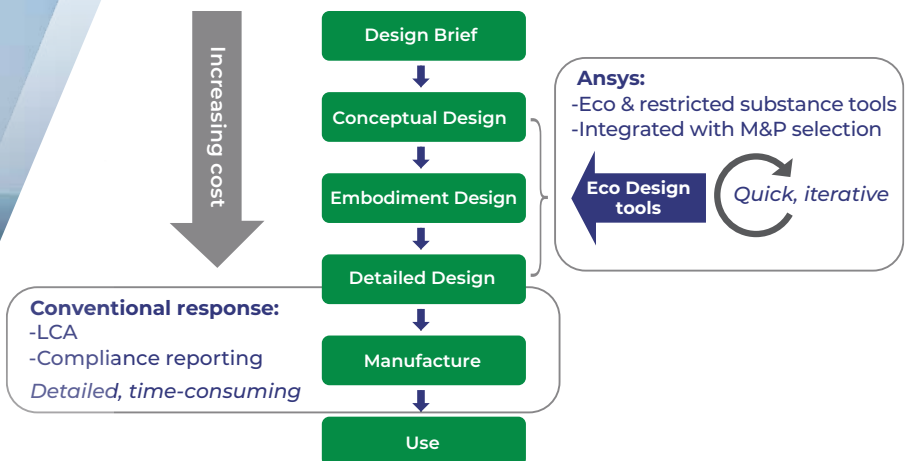 Increasing cost
Design Brief
Conceptual Design
Embodiment Design
Detailed Design
Manufacture
Use
Ansys:
-Eco & restricted substance tools
-Integrated with M&P selection
Eco Design
tools
Quick, iterative
Conventional response:
-LCA
-Compliance reporting
Detailed, time-consuming